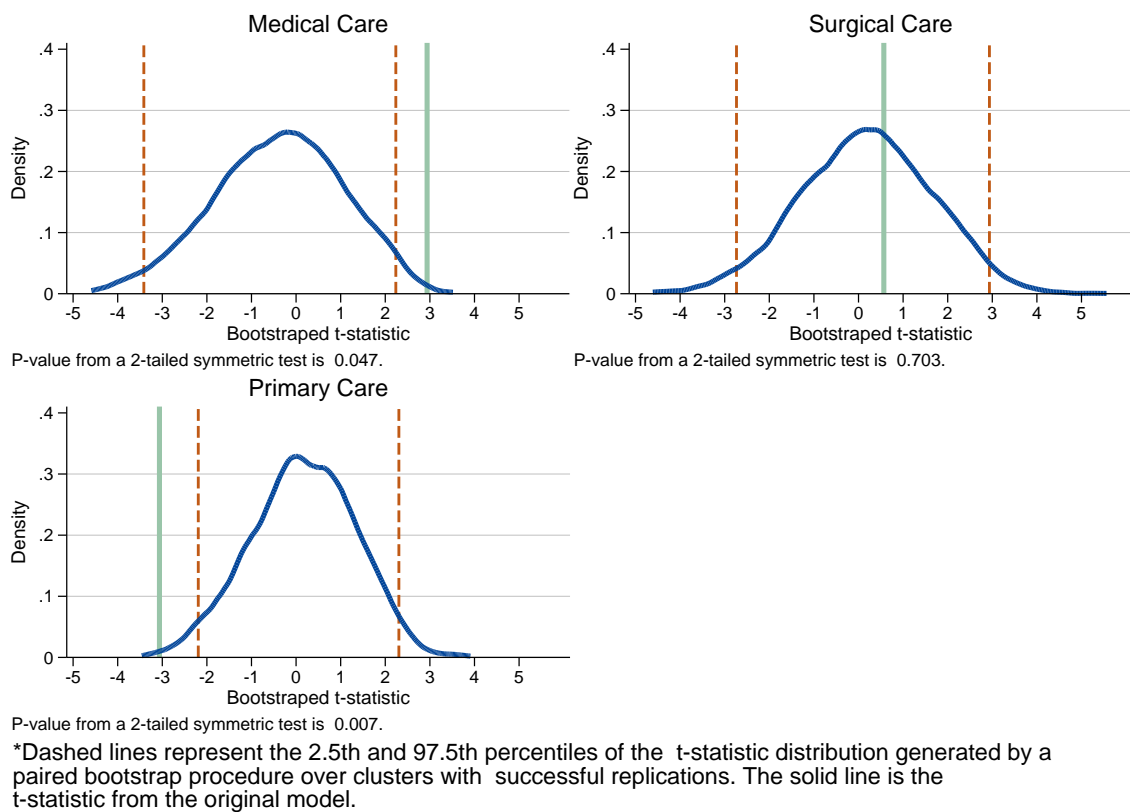 Medical Care
.4
.3
.2
.1
0
Density
-5 -4 -3 -2 -1 0 1 2 3 4 5
Bootstraped t-statistic
P-value from a 2-tailed symmetric test is 0.047.
Surgical Care
.4
.3
.2
.1
0
Density
-5 -4 -3 -2 -1 0 1 2 3 4 5
Bootstraped t-statistic
P-value from a 2-tailed symmetric test is 0.703.
Primary Care
.4
.3
.2
.1
0
Density
-5 -4 -3 -2 -1 0 1 2 3 4 5
Bootstraped t-statistic
P-value from a 2-tailed symmetric test is 0.007.
*Dashed lines represent the 2.5th and 97.5th percentiles of the t-statistic distribution generated by a
paired bootstrap procedure over clusters with successful replications. The solid line is the
t-statistic from the original model.